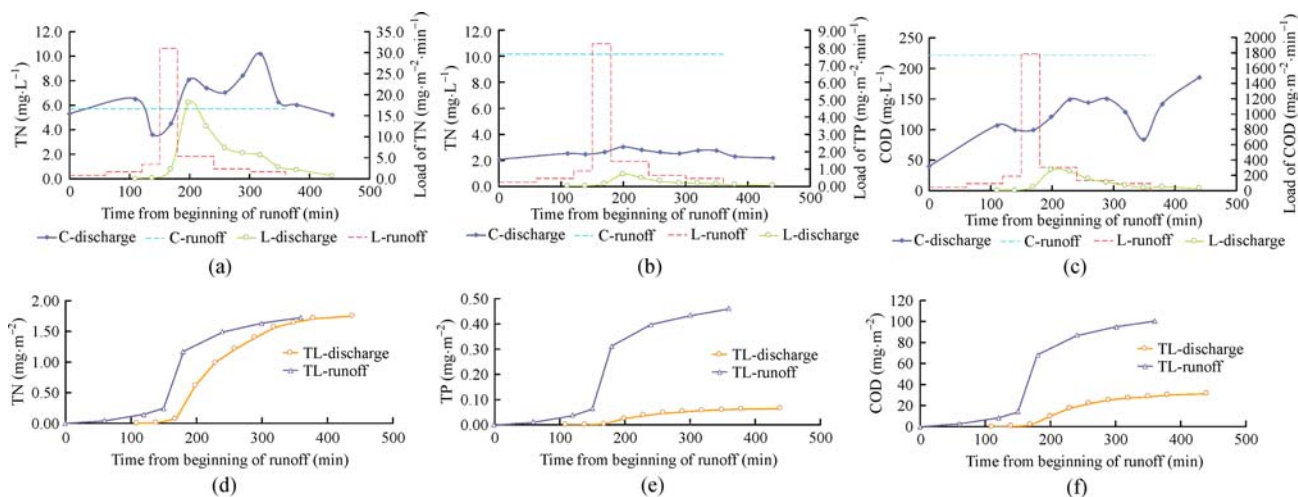 TN (mg·L⁻¹)
12.0
10.0
8.0
6.0
4.0
2.0
0.0
35.0
30.0
25.0
20.0
15.0
10.0
5.0
0.0
Load of TN (mg·m⁻²·min⁻¹)
0 100 200 300 400 500
Time from beginning of runoff (min)
C-discharge C-runoff L-discharge L-runoff
(a)
TN (mg·L⁻¹)
12.0
10.0
8.0
6.0
4.0
2.0
0.0
9.00
8.00
7.00
6.00
5.00
4.00
3.00
2.00
1.00
0.00
Load of TP (mg·m⁻²·min⁻¹)
0 100 200 300 400 500
Time from beginning of runoff (min)
C-discharge C-runoff L-runoff L-discharge
(b)
COD (mg·L⁻¹)
250
200
150
100
50
0
2000
1800
1600
1400
1200
1000
800
600
400
200
0
Load of COD (mg·m⁻²·min⁻¹)
0 100 200 300 400 500
Time from beginning of runoff (min)
C-discharge C-runoff L-runoff L-discharge
(c)
TN (mg·m⁻²)
2.00
1.50
1.00
0.50
0.00
TL-discharge
TL-runoff
0 100 200 300 400 500
Time from beginning of runoff (min)
(d)
TP (mg·m⁻²)
0.50
0.40
0.30
0.20
0.10
0.00
TL-discharge
TL-runoff
0 100 200 300 400 500
Time from beginning of runoff (min)
(e)
COD (mg·m⁻²)
120
100
80
60
40
20
0
TL-discharge
TL-runoff
0 100 200 300 400 500
Time from beginning of runoff (min)
(f)